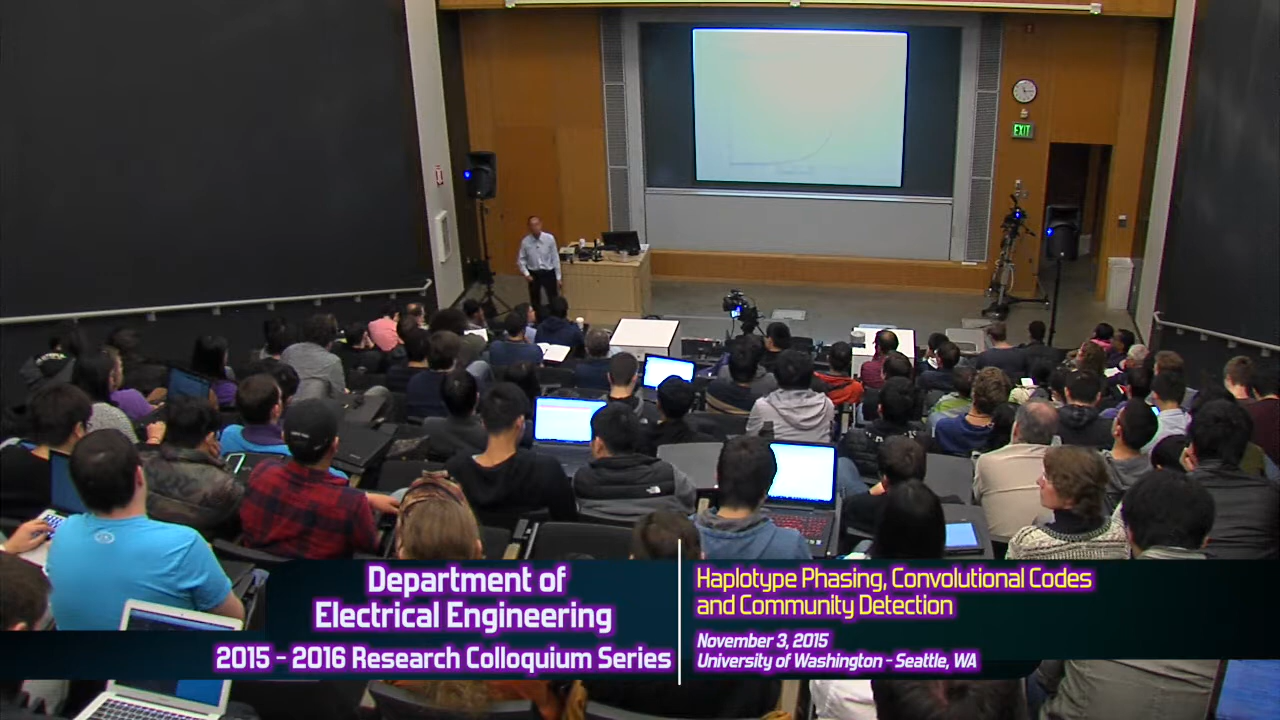 EXIT
Department of
Electrical Engineering
2015 - 2016 Research Colloquium Series
Haplotype Phasing, Convolutional Codes
and Community Detection
November 3, 2015
University of Washington - Seattle, WA